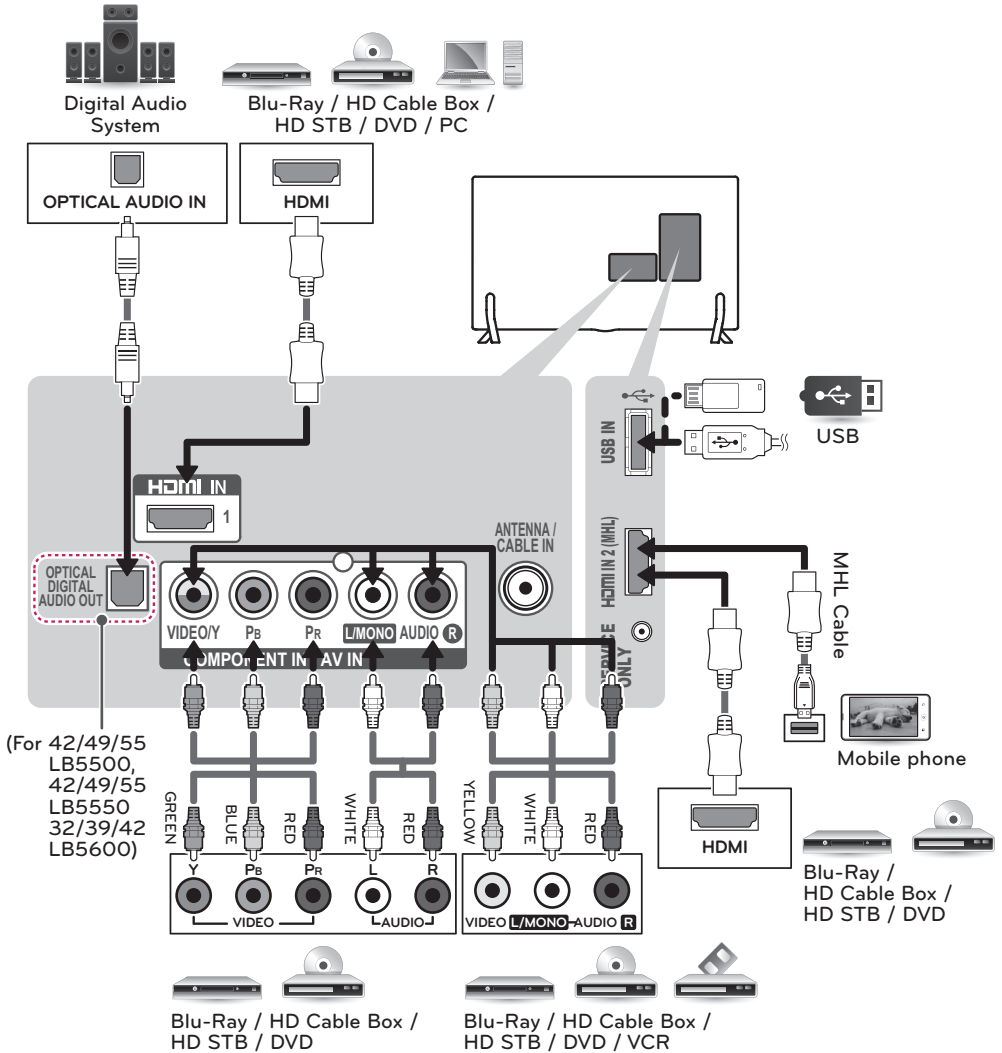 Digital Audio
System
Blu-Ray / HD Cable Box /
HD STB / DVD / PC
OPTICAL AUDIO IN
HDMI
USB IN
USB
HDMI IN
1
ANTENNA /
CABLE IN
HDMI IN 2 (MHL)
MHL Cable
OPTICAL
DIGITAL
AUDIO OUT
VIDEO/Y
PB
PR
L/MONO
AUDIO
R
COMPONENT IN / AV IN
SERVICE
ONLY
Mobile phone
(For 42/49/55
LB5500,
42/49/55
LB5550
32/39/42
LB5600)
GREEN
BLUE
RED
WHITE
RED
YELLOW
WHITE
RED
HDMI
Blu-Ray /
HD Cable Box /
HD STB / DVD
Y
PB
PR
L
R
VIDEO
AUDIO
VIDEO
L/MONO
AUDIO
R
Blu-Ray / HD Cable Box /
HD STB / DVD
Blu-Ray / HD Cable Box /
HD STB / DVD / VCR